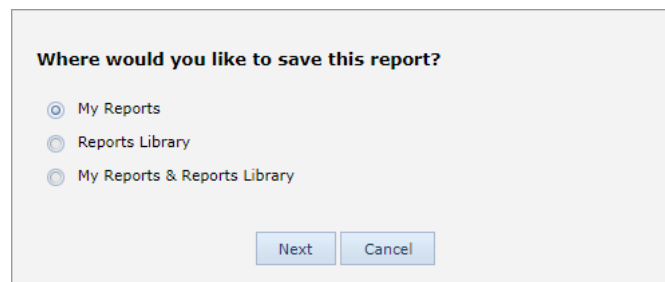 Where would you like to save this report?
My Reports
Reports Library
My Reports & Reports Library
Next Cancel